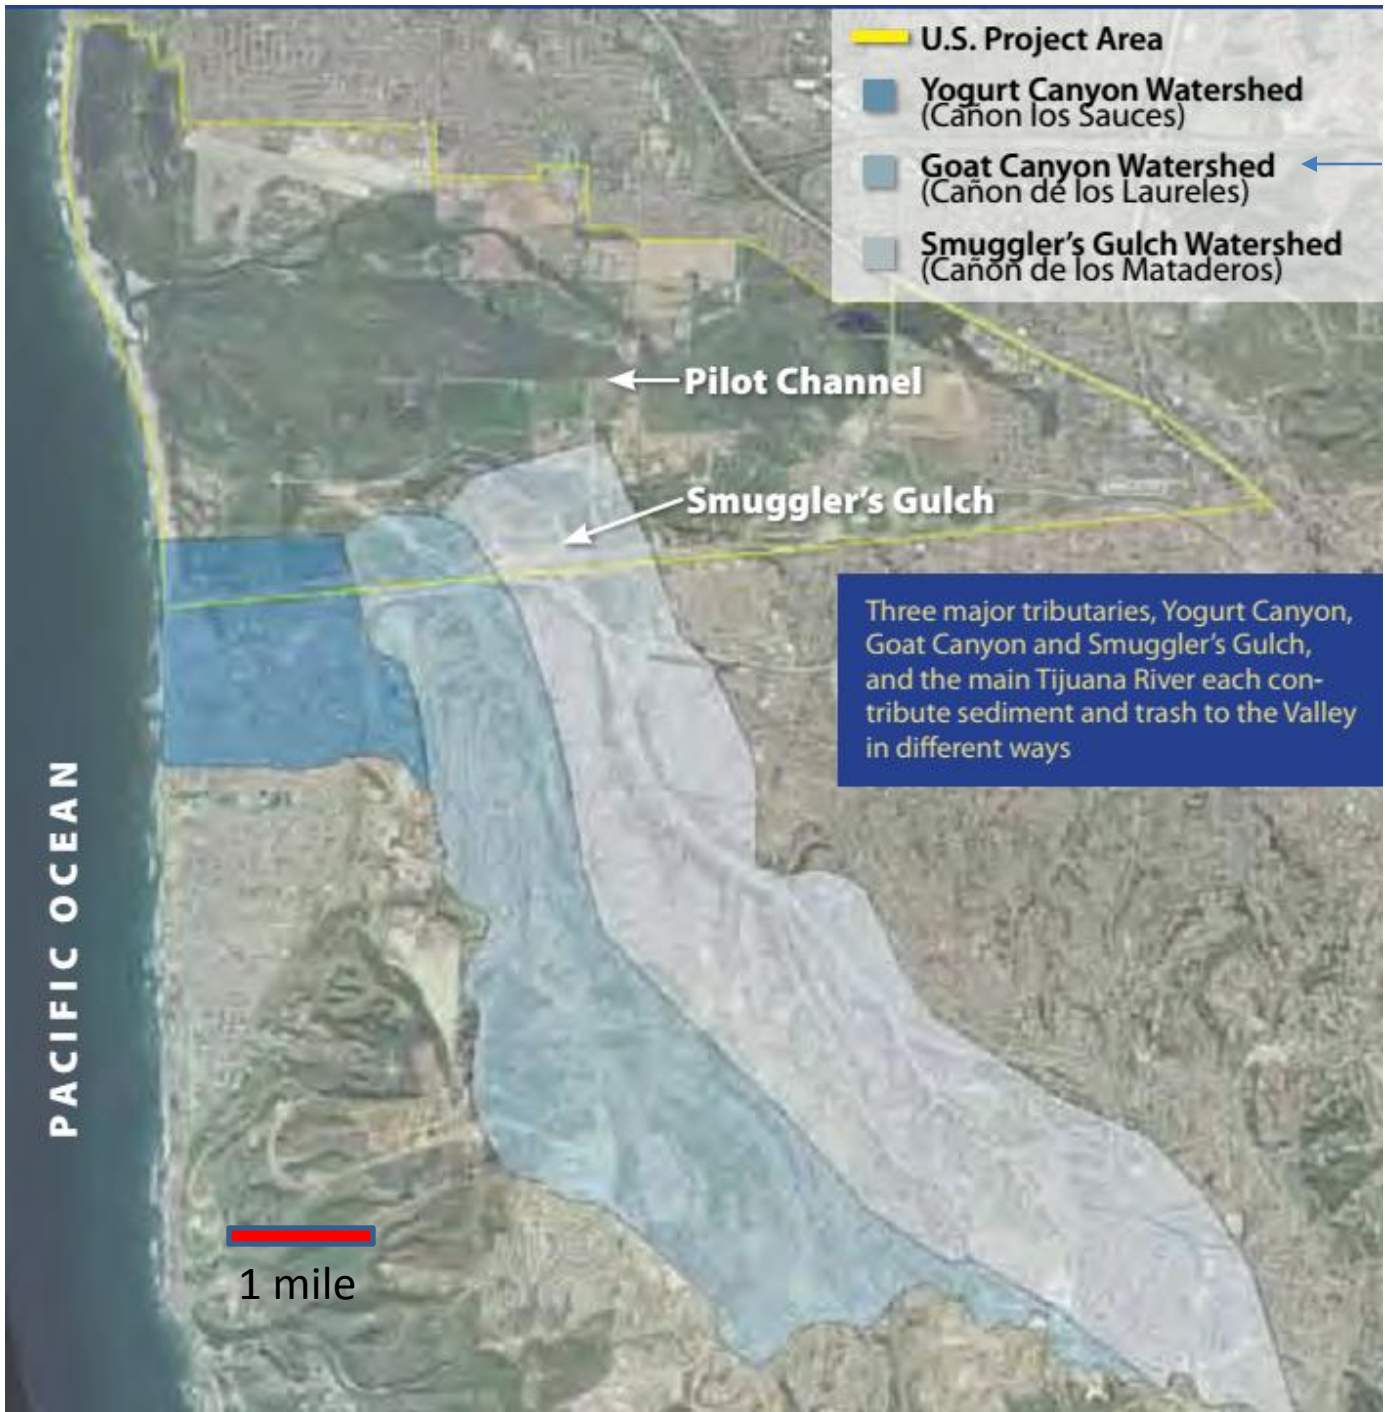 U.S. Project Area
Yogurt Canyon Watershed
(Cañon los Sauces)
Goat Canyon Watershed
(Cañon de los Laureles)
Smuggler's Gulch Watershed
(Cañon de los Mataderos)
Pilot Channel
Smuggler's Gulch
Three major tributaries, Yogurt Canyon,
Goat Canyon and Smuggler's Gulch,
and the main Tijuana River each con-
tribute sediment and trash to the Valley
in different ways
PACIFIC OCEAN
1 mile